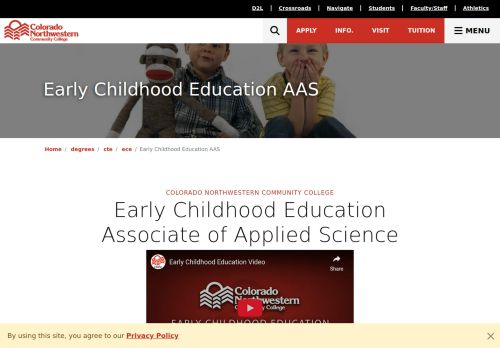 D2L | Crossroads | Navigate | Students | Faculty/Staff | Athletics
Colorado
Northwestern
Community College
APPLY INFO. VISIT TUITION MENU
Early Childhood Education AAS
Home / degrees / cte / ece / Early Childhood Education AAS
COLORADO NORTHWESTERN COMMUNITY COLLEGE
Early Childhood Education
Associate of Applied Science
Early Childhood Education Video
Share
Colorado
Northwestern
Community College
EARLY CHILDHOOD EDUCATION
By using this site, you agree to our Privacy Policy